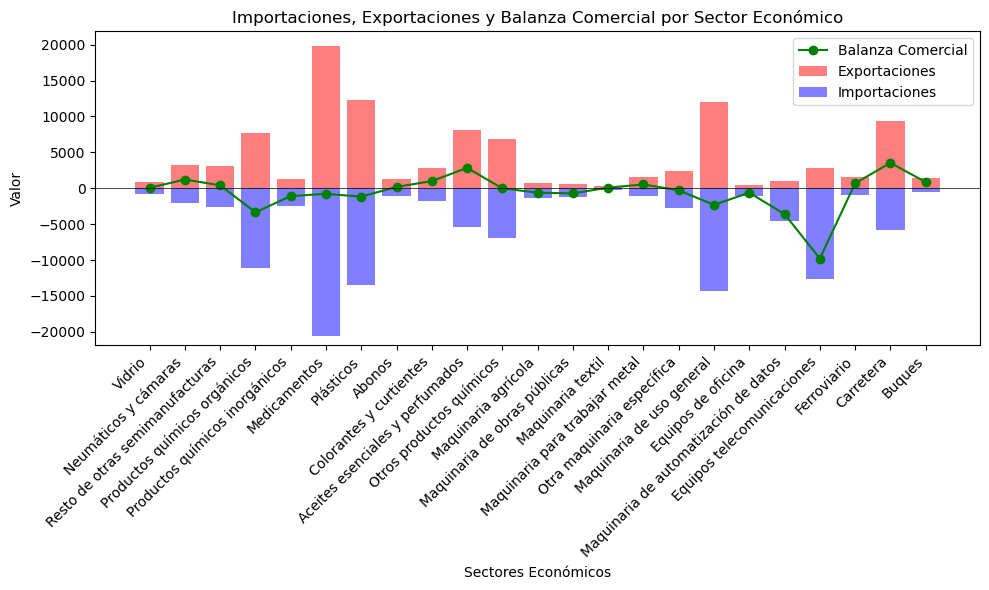 Importaciones, Exportaciones y Balanza Comercial por Sector Económico
Balanza Comercial
Exportaciones
Importaciones
Valor
20000
15000
10000
5000
0
−5000
−10000
−15000
−20000
Vidrio
Neumáticos y cámaras
Resto de otras semimanufacturas
Productos químicos orgánicos
Productos químicos inorgánicos
Medicamentos
Plásticos
Abonos
Colorantes y curtientes
Aceites esenciales y perfumados
Otros productos químicos
Maquinaria agrícola
Maquinaria de obras públicas
Maquinaria textil
Maquinaria para trabajar metal
Otra maquinaria específica
Maquinaria de uso general
Equipos de oficina
Maquinaria de automatización de datos
Equipos telecomunicaciones
Ferroviario
Carretera
Buques
Sectores Económicos